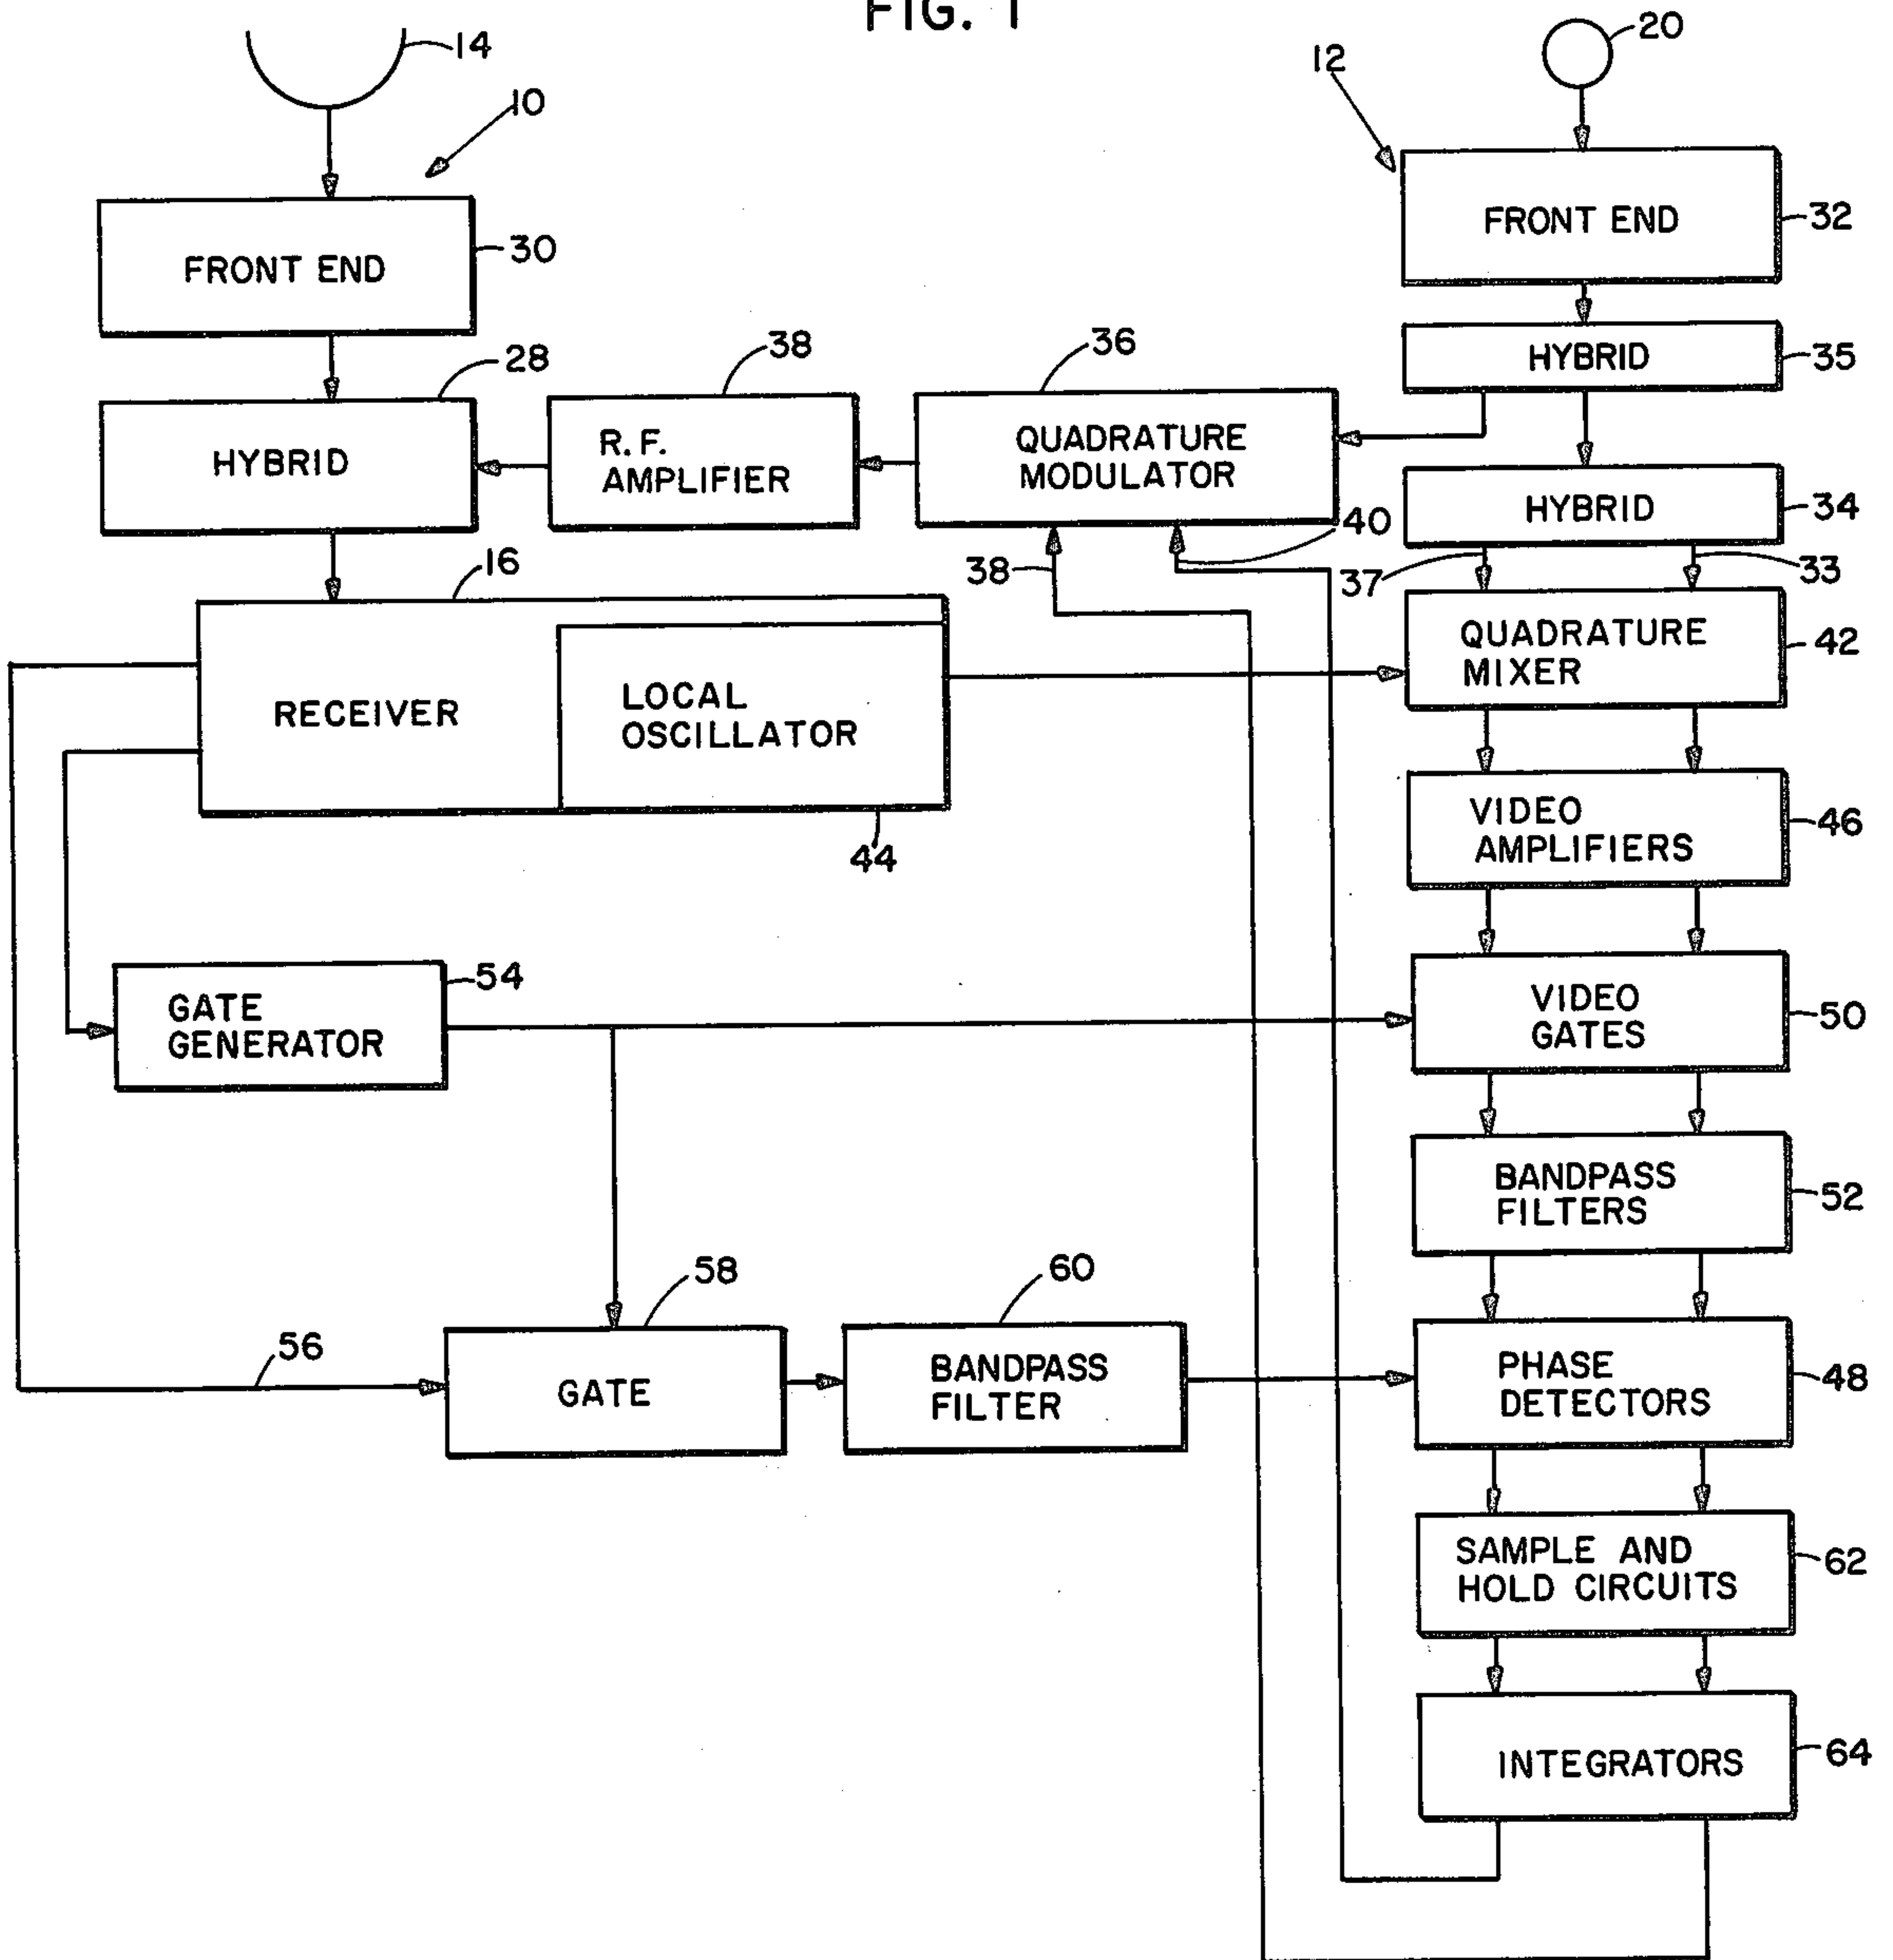 FIG. 1
14
10
12
20
FRONT END
30
FRONT END
32
HYBRID
35
28
38
36
HYBRID
R.F.
AMPLIFIER
QUADRATURE
MODULATOR
HYBRID
34
40
38
37
33
16
RECEIVER
LOCAL
OSCILLATOR
44
QUADRATURE
MIXER
42
VIDEO
AMPLIFIERS
46
GATE
GENERATOR
54
VIDEO
GATES
50
BANDPASS
FILTERS
52
56
58
60
GATE
BANDPASS
FILTER
PHASE
DETECTORS
48
SAMPLE AND
HOLD CIRCUITS
62
INTEGRATORS
64